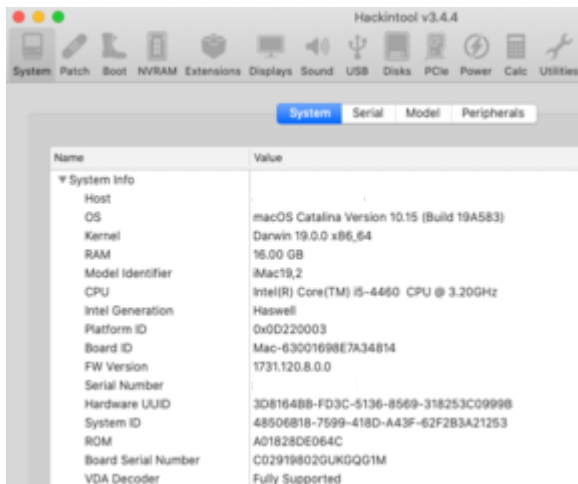 Hackintool v3.4.4
System Patch Boot NVRAM Extensions Displays Sound USB Disks PCIe Power Calc Utilities
System Serial Model Peripherals
Name Value
System Info
Host
OS macOS Catalina Version 10.15 (Build 19A583)
Kernel Darwin 19.0.0 x86_64
RAM 16.00 GB
Model Identifier iMac19,2
CPU Intel(R) Core(TM) i5-4460 CPU @ 3.20GHz
Intel Generation Haswell
Platform ID 0x0D220003
Board ID Mac-63001698E7A34814
FW Version 1731.120.8.0.0
Serial Number
Hardware UUID 3D8164BB-FD3C-5136-8569-318253C0999B
System ID 48506B18-7599-418D-A43F-62F2B3A21253
ROM A01828DE064C
Board Serial Number C02919802GUKGQG1M
VDA Decoder Fully Supported